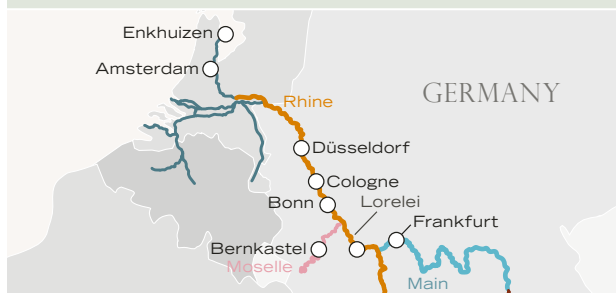 Enkhuizen
Amsterdam
Rhine
GERMANY
Düsseldorf
Cologne
Bonn
Lorelei
Frankfurt
Bernkastel
Moselle
Main